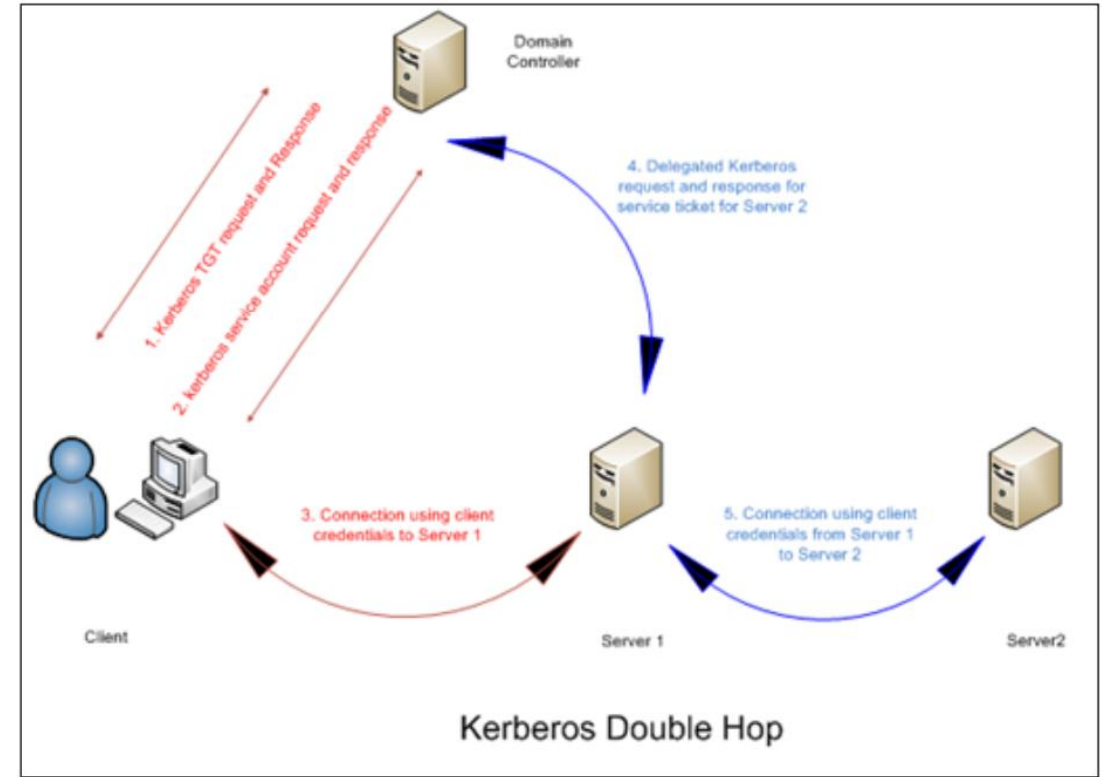 Domain
Controller
1. Kerberos TGT request and Response
2. kerberos service account request and response
4. Delegated Kerberos
request and response for
service ticket for Server 2
3. Connection using client
credentials to Server 1
5. Connection using client
credentials from Server 1
to Server 2
Client
Server 1
Server2
Kerberos Double Hop